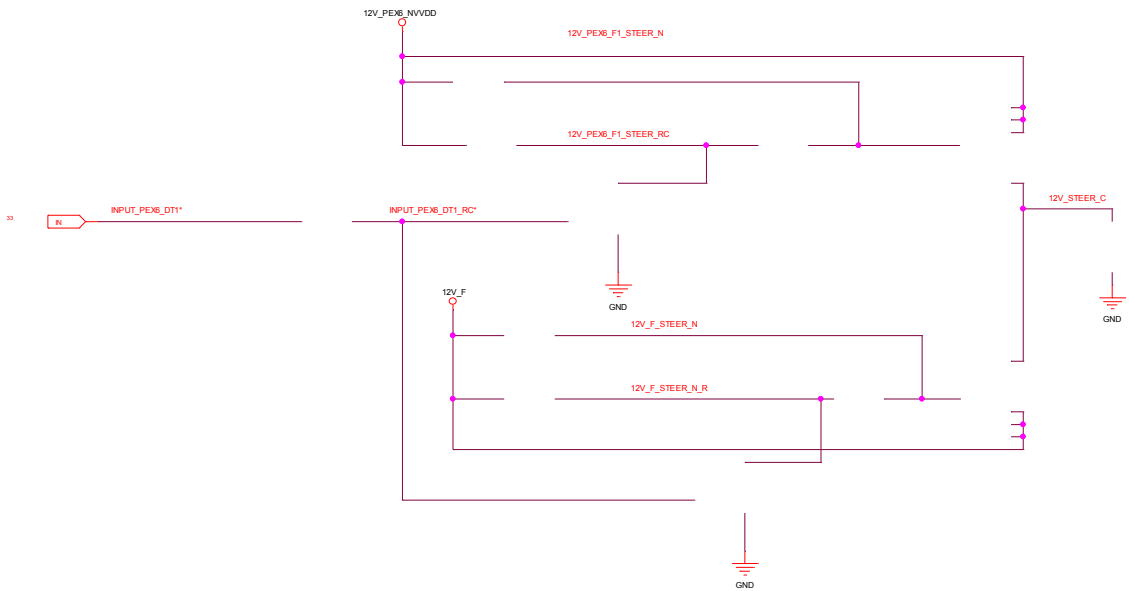 12V_PEX6_NVVDD
12V_PEX6_F1_STEER_N
12V_PEX6_F1_STEER_RC
12V_STEER_C
33
IN
INPUT_PEX6_DT1*
INPUT_PEX6_DT1_RC*
GND
12V_F
GND
12V_F_STEER_N
12V_F_STEER_N_R
GND